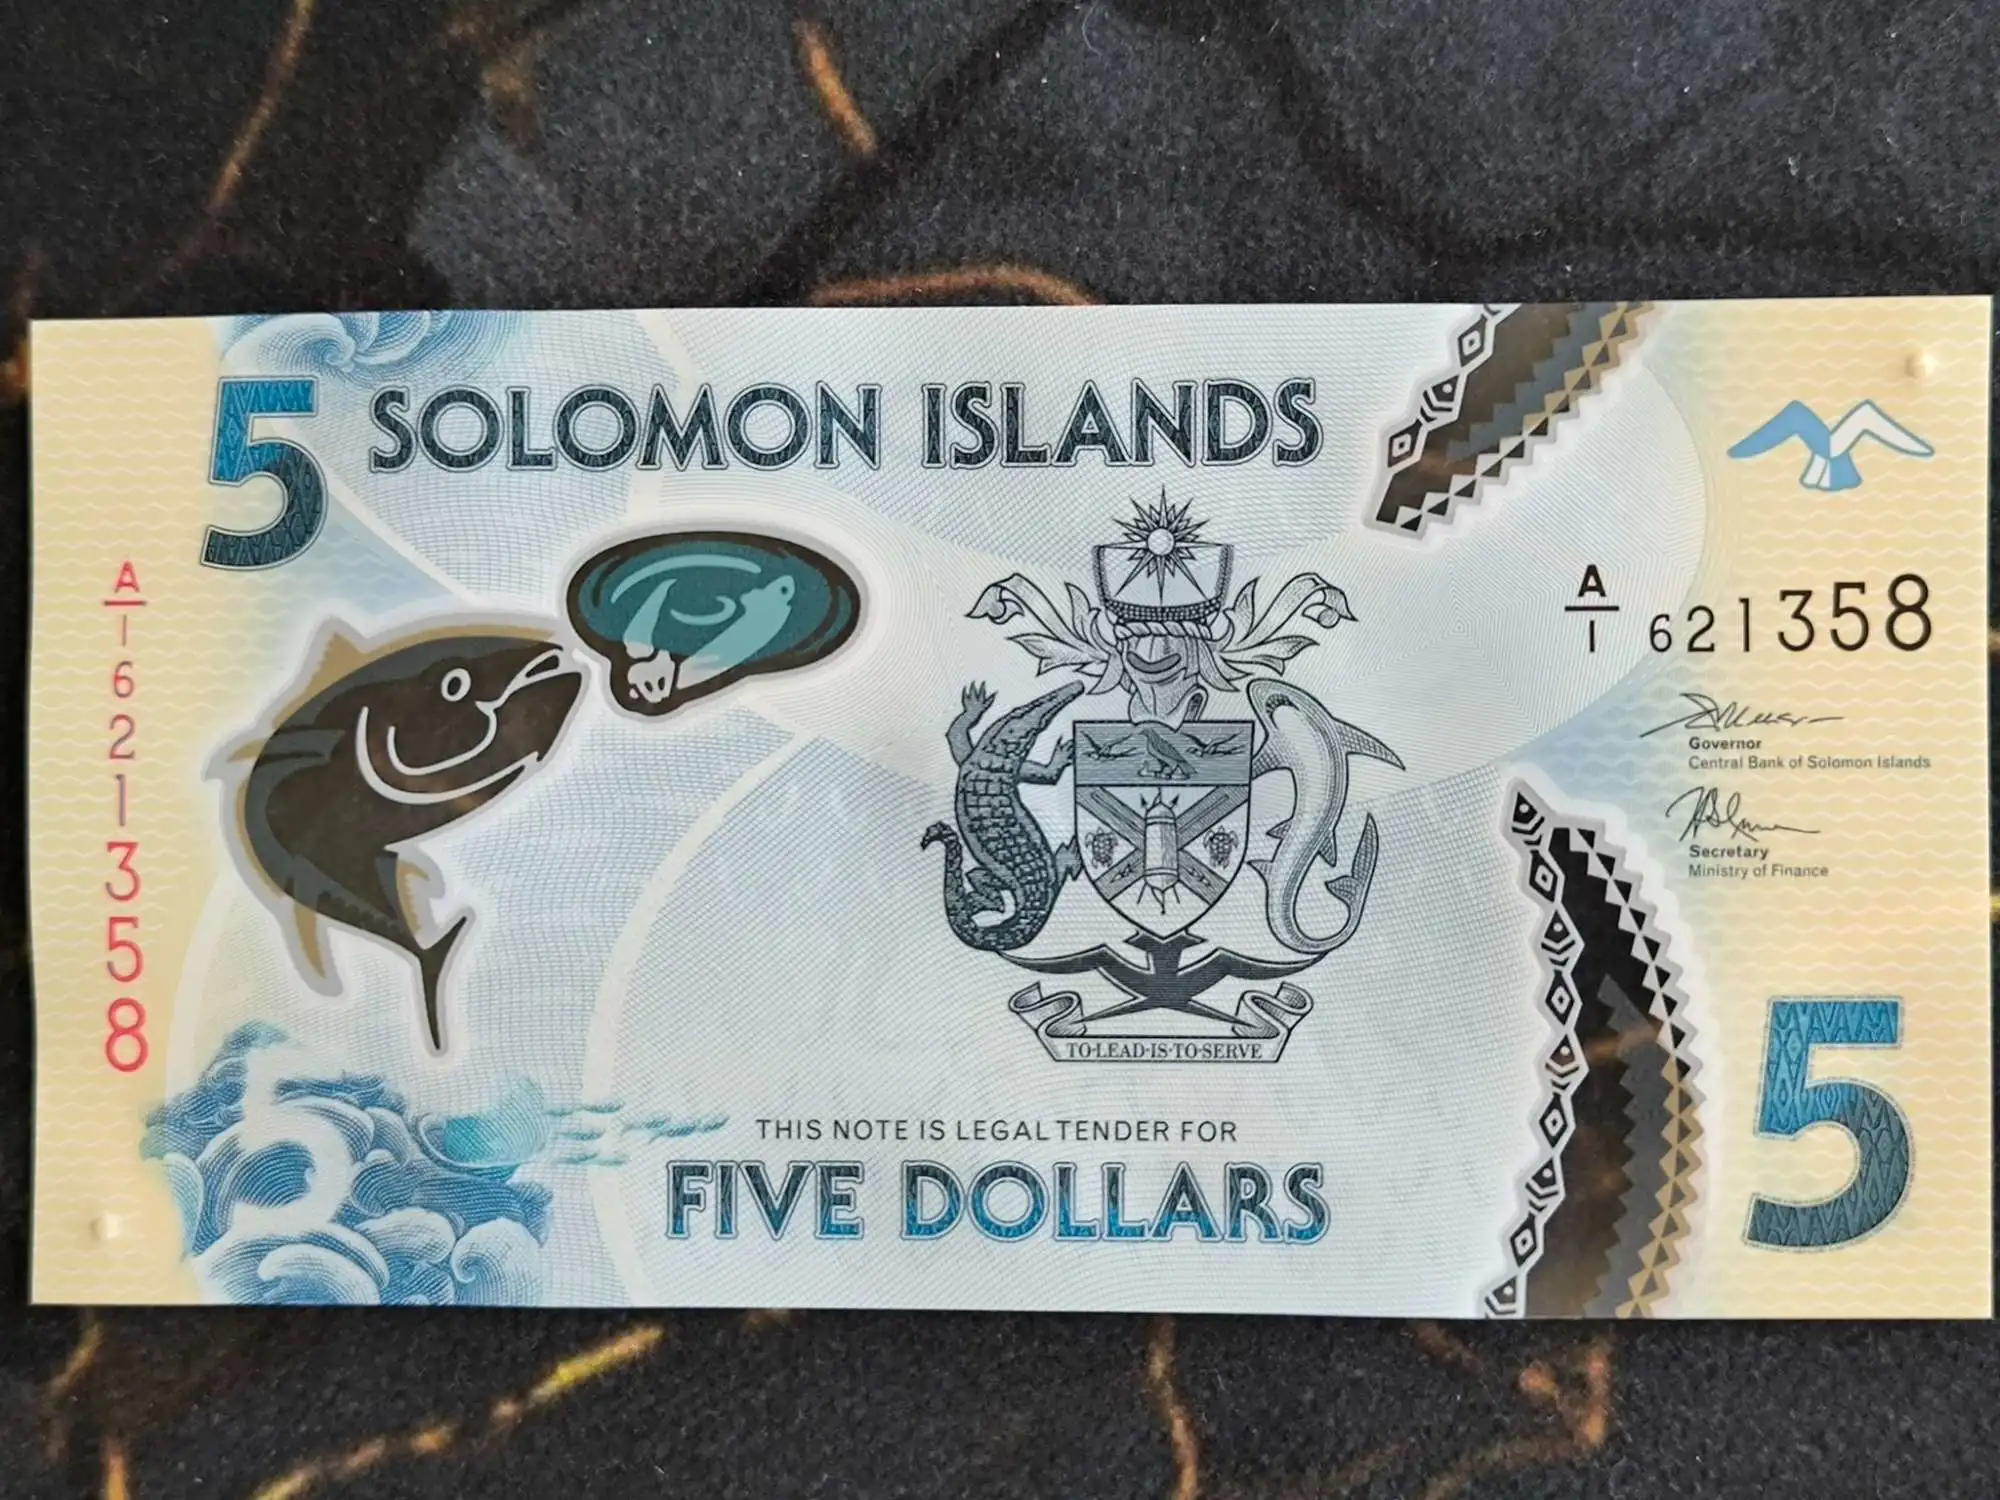 5 SOLOMON ISLANDS
A/1 621358
A/1 621358
Governor
Central Bank of Solomon Islands
Secretary
Ministry of Finance
TO·LEAD·IS·TO·SERVE
THIS NOTE IS LEGAL TENDER FOR
FIVE DOLLARS
5